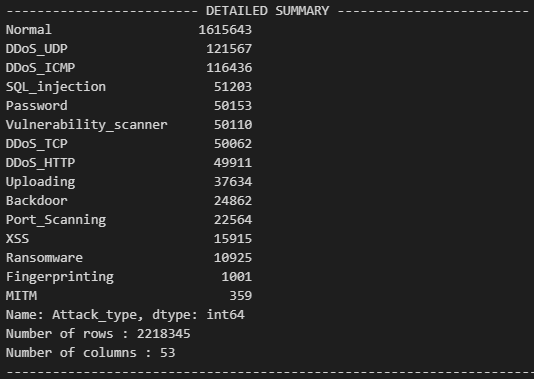 ------------------------- DETAILED SUMMARY -------------------------
Normal                   1615643
DDoS_UDP                  121567
DDoS_ICMP                 116436
SQL_injection              51203
Password                   50153
Vulnerability_scanner      50110
DDoS_TCP                   50062
DDoS_HTTP                  49911
Uploading                  37634
Backdoor                   24862
Port_Scanning              22564
XSS                        15915
Ransomware                 10925
Fingerprinting              1001
MITM                         359
Name: Attack_type, dtype: int64
Number of rows : 2218345
Number of columns : 53
--------------------------------------------------------------------